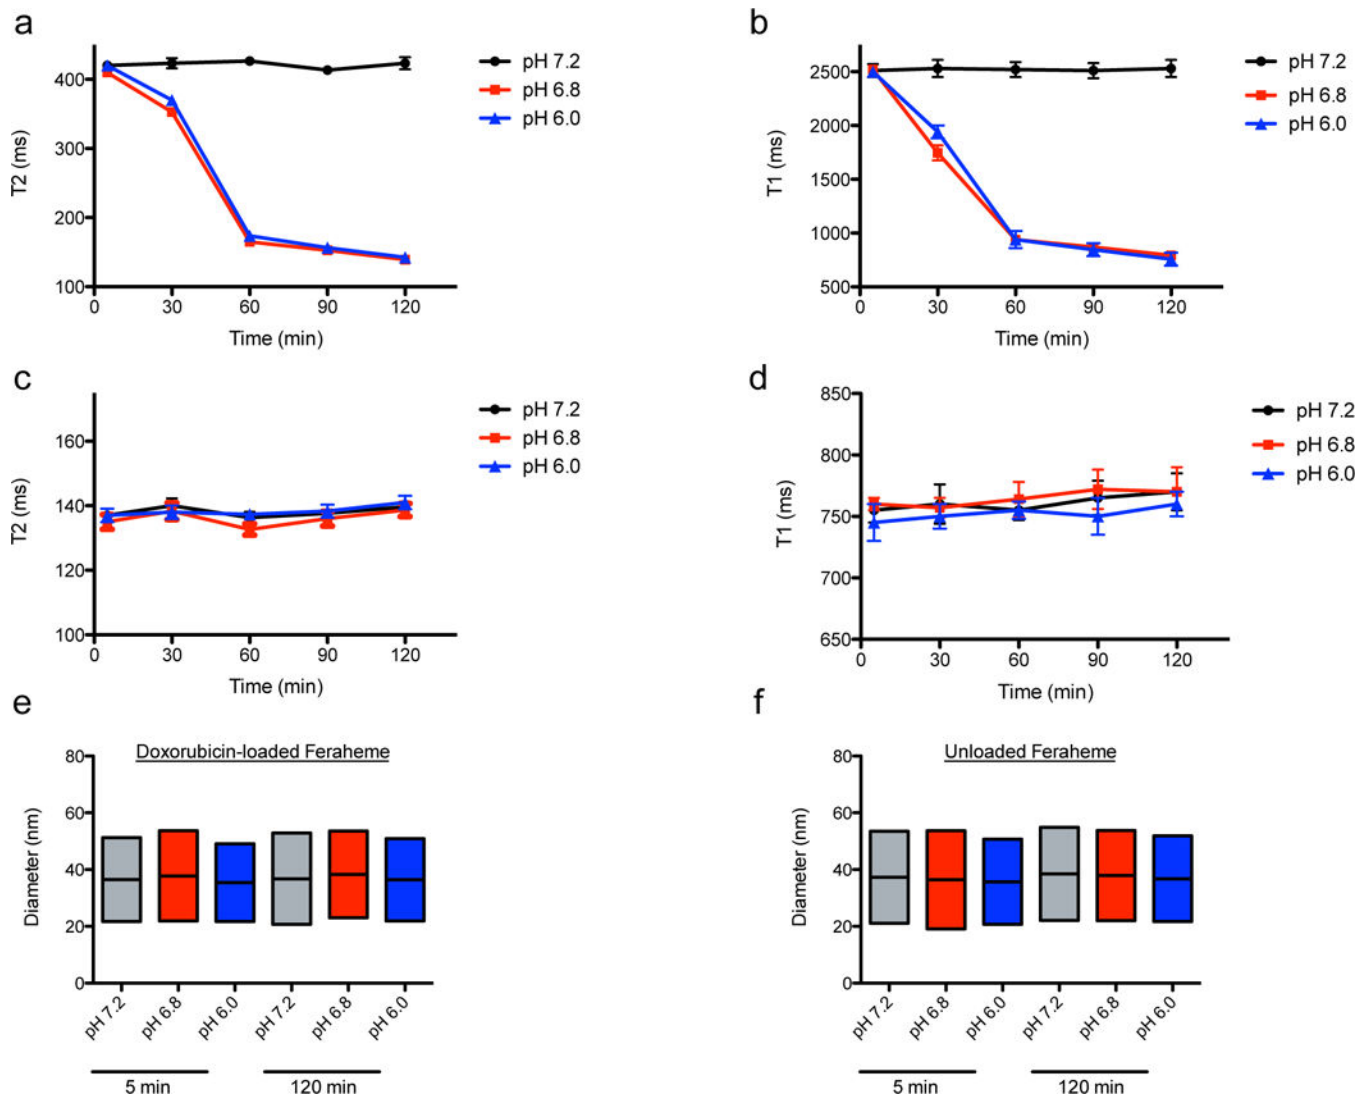 a
pH 7.2
pH 6.8
pH 6.0
T2 (ms)
400
300
200
100
0 30 60 90 120
Time (min)
b
pH 7.2
pH 6.8
pH 6.0
T1 (ms)
2500
2000
1500
1000
500
0 30 60 90 120
Time (min)
c
pH 7.2
pH 6.8
pH 6.0
T2 (ms)
160
140
120
100
0 30 60 90 120
Time (min)
d
pH 7.2
pH 6.8
pH 6.0
T1 (ms)
850
800
750
700
650
0 30 60 90 120
Time (min)
e
Doxorubicin-loaded Feraheme
Diameter (nm)
80
60
40
20
0
pH 7.2 pH 6.8 pH 6.0 pH 7.2 pH 6.8 pH 6.0
5 min 120 min
f
Unloaded Feraheme
Diameter (nm)
80
60
40
20
0
pH 7.2 pH 6.8 pH 6.0 pH 7.2 pH 6.8 pH 6.0
5 min 120 min